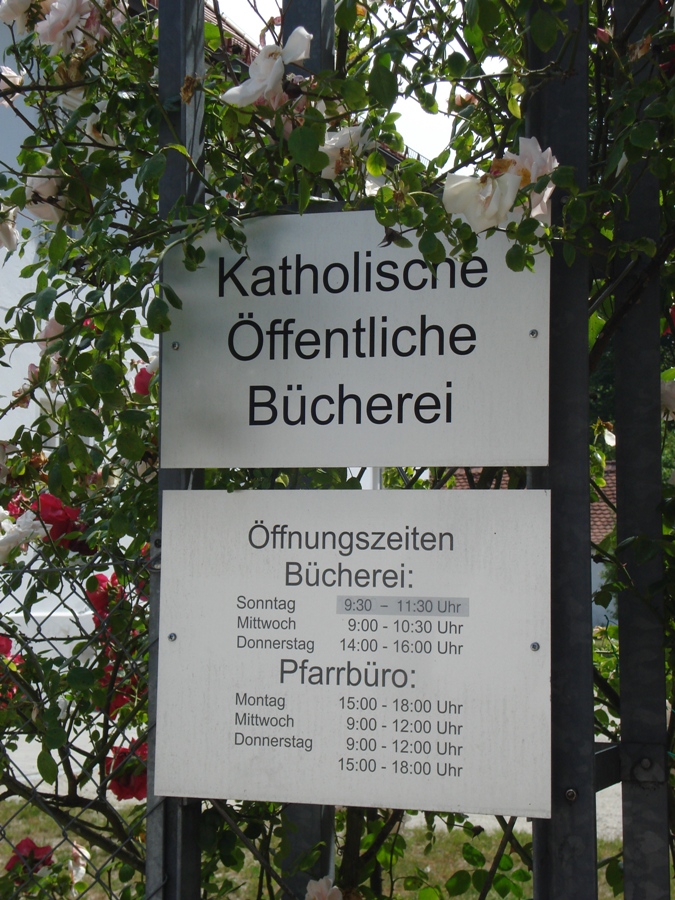 Katholische
Öffentliche
Bücherei
Öffnungszeiten
Bücherei:
Sonntag 9:30 – 11:30 Uhr
Mittwoch 9:00 - 10:30 Uhr
Donnerstag 14:00 - 16:00 Uhr
Pfarrbüro:
Montag 15:00 - 18:00 Uhr
Mittwoch 9:00 - 12:00 Uhr
Donnerstag 9:00 - 12:00 Uhr
15:00 - 18:00 Uhr